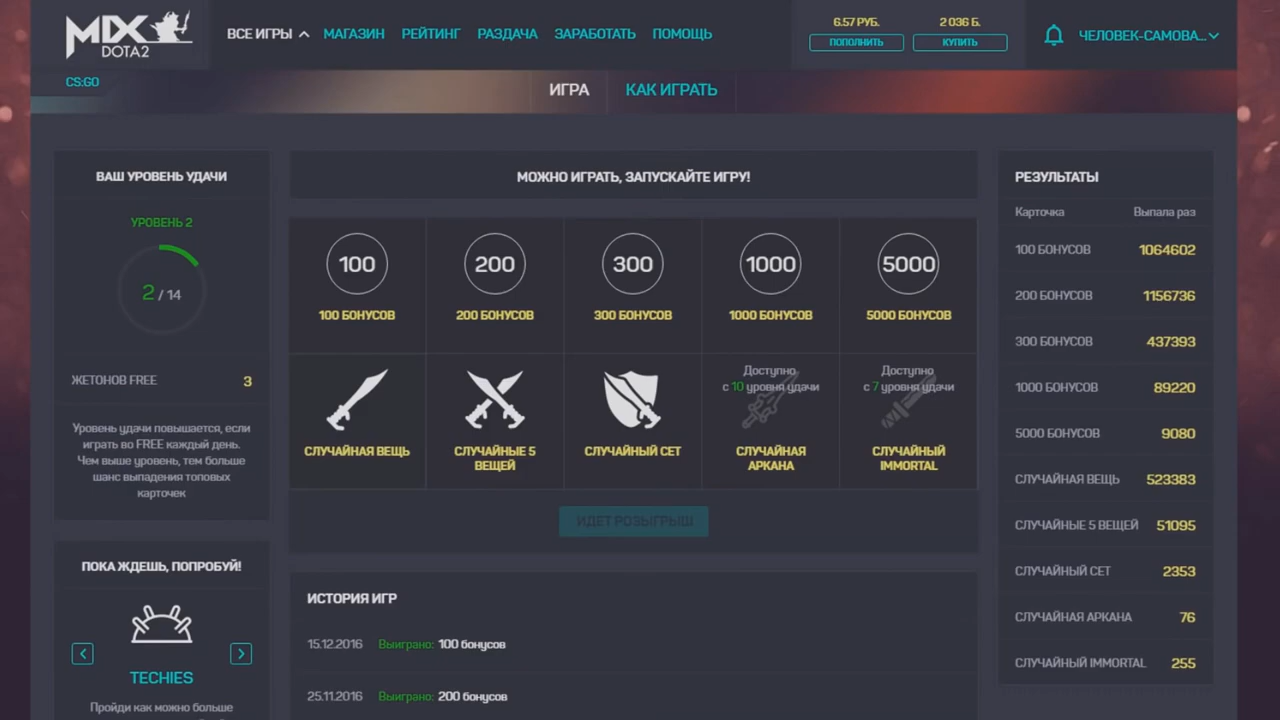 MIX
DOTA2
ВСЕ ИГРЫ
МАГАЗИН
РЕЙТИНГ
РАЗДАЧА
ЗАРАБОТАТЬ
ПОМОЩЬ
6.57 РУБ.
ПОПОЛНИТЬ
2 036 Б.
КУПИТЬ
ЧЕЛОВЕК-САМОВА...
CS:GO
ИГРА
КАК ИГРАТЬ
ВАШ УРОВЕНЬ УДАЧИ
УРОВЕНЬ 2
2 / 14
ЖЕТОНОВ FREE 3
Уровень удачи повышается, если
играть во FREE каждый день.
Чем выше уровень, тем больше
шанс выпадения топовых
карточек
ПОКА ЖДЕШЬ, ПОПРОБУЙ!
TECHIES
Пройди как можно больше
МОЖНО ИГРАТЬ, ЗАПУСКАЙТЕ ИГРУ!
100
100 БОНУСОВ
200
200 БОНУСОВ
300
300 БОНУСОВ
1000
1000 БОНУСОВ
5000
5000 БОНУСОВ
СЛУЧАЙНАЯ ВЕЩЬ
СЛУЧАЙНЫЕ 5
ВЕЩЕЙ
СЛУЧАЙНЫЙ СЕТ
Доступно
с 10 уровня удачи
СЛУЧАЙНАЯ
АРКАНА
Доступно
с 7 уровня удачи
СЛУЧАЙНЫЙ
IMMORTAL
ИДЕТ РОЗЫГРЫШ
ИСТОРИЯ ИГР
15.12.2016 Выиграно: 100 бонусов
25.11.2016 Выиграно: 200 бонусов
РЕЗУЛЬТАТЫ
Карточка Выпала раз
100 БОНУСОВ 1064602
200 БОНУСОВ 1156736
300 БОНУСОВ 437393
1000 БОНУСОВ 89220
5000 БОНУСОВ 9080
СЛУЧАЙНАЯ ВЕЩЬ 523383
СЛУЧАЙНЫЕ 5 ВЕЩЕЙ 51095
СЛУЧАЙНЫЙ СЕТ 2353
СЛУЧАЙНАЯ АРКАНА 76
СЛУЧАЙНЫЙ IMMORTAL 255